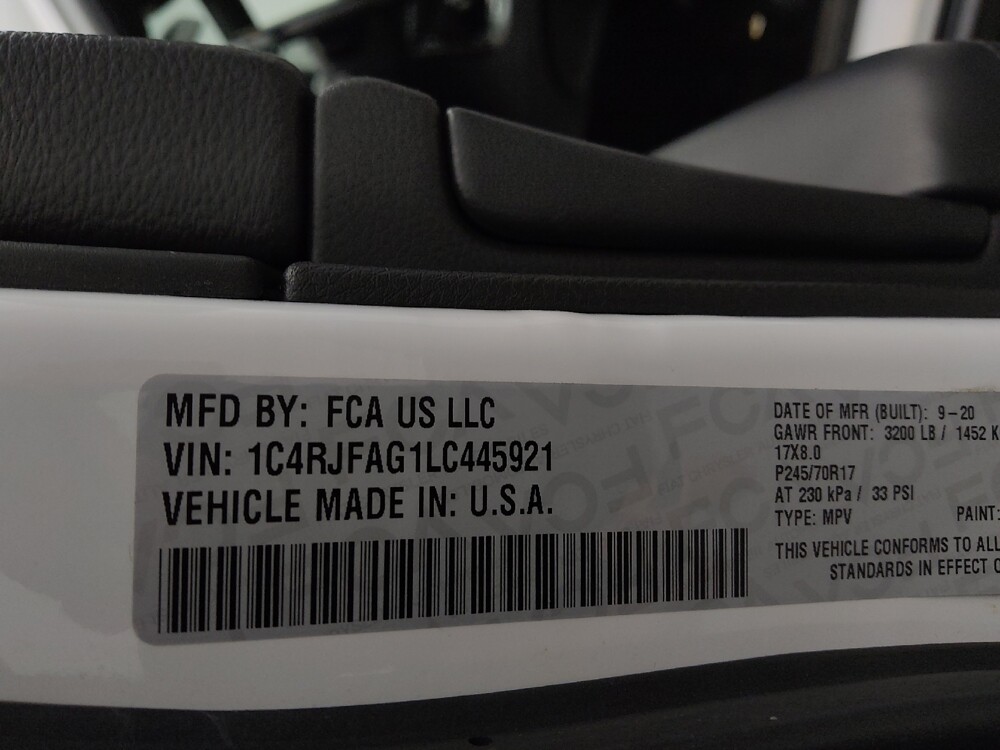 MFD BY: FCA US LLC
VIN: 1C4RJFAG1LC445921
VEHICLE MADE IN: U.S.A.
DATE OF MFR (BUILT): 9-20
GAWR FRONT: 3200 LB / 1452 K
17X8.0
P245/70R17
AT 230 kPa / 33 PSI
TYPE: MPV PAINT:
THIS VEHICLE CONFORMS TO ALL
STANDARDS IN EFFECT O